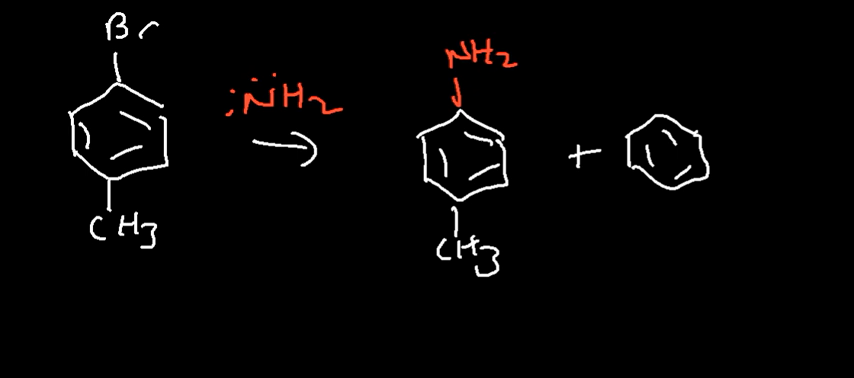 Br
:N̈H2
NH2
→
+
CH3
CH3